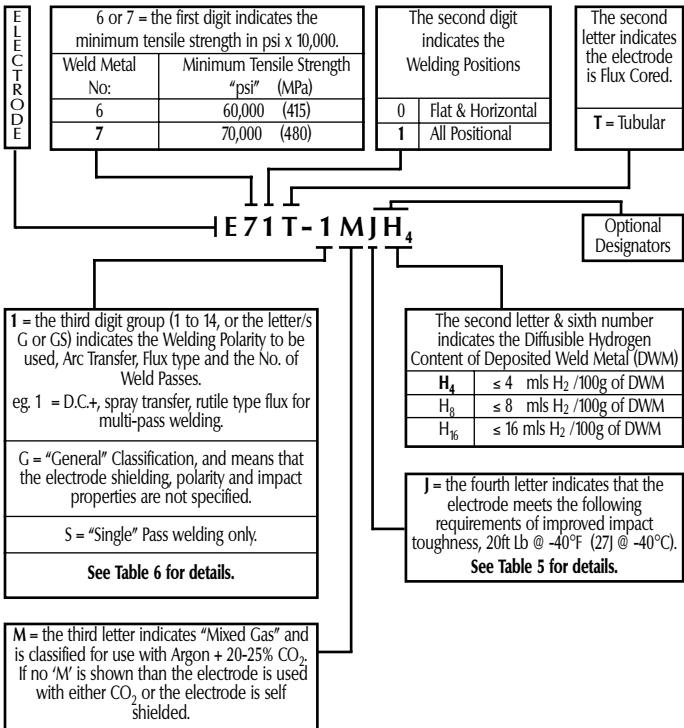 ELECTRODE
6 or 7 = the first digit indicates the
minimum tensile strength in psi x 10,000.
Weld Metal
No:
Minimum Tensile Strength
“psi” (MPa)
6 60,000 (415)
7 70,000 (480)
The second digit
indicates the
Welding Positions
0 Flat & Horizontal
1 All Positional
The second
letter indicates
the electrode
is Flux Cored.
T = Tubular
E 7 1 T - 1 M J H4
Optional
Designators
1 = the third digit group (1 to 14, or the letter/s
G or GS) indicates the Welding Polarity to be
used, Arc Transfer, Flux type and the No. of
Weld Passes.
eg. 1 = D.C.+, spray transfer, rutile type flux for
multi-pass welding.
G = “General” Classification, and means that
the electrode shielding, polarity and impact
properties are not specified.
S = “Single” Pass welding only.
See Table 6 for details.
The second letter & sixth number
indicates the Diffusible Hydrogen
Content of Deposited Weld Metal (DWM)
H4 ≤ 4 mls H2 /100g of DWM
H8 ≤ 8 mls H2 /100g of DWM
H16 ≤ 16 mls H2 /100g of DWM
J = the fourth letter indicates that the
electrode meets the following
requirements of improved impact
toughness, 20ft Lb @ -40°F (27J @ -40°C).
See Table 5 for details.
M = the third letter indicates “Mixed Gas” and
is classified for use with Argon + 20-25% CO2.
If no ‘M’ is shown than the electrode is used
with either CO2 or the electrode is self
shielded.